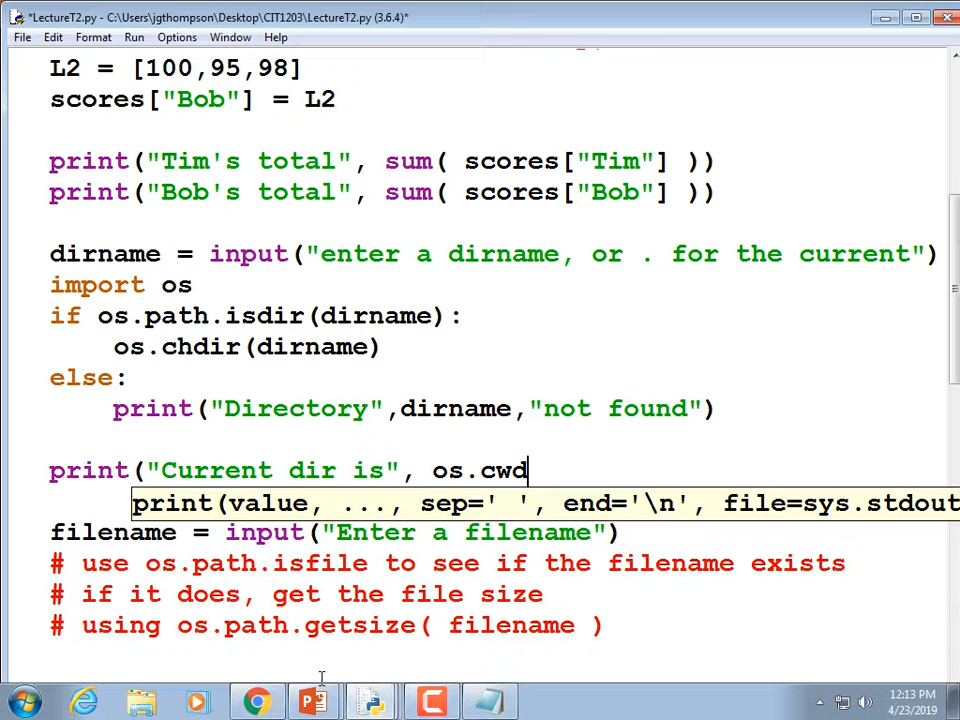 *LectureT2.py - C:\Users\jgthompson\Desktop\CIT1203\LectureT2.py (3.6.4)*
File Edit Format Run Options Window Help
L2 = [100,95,98]
scores["Bob"] = L2
print("Tim's total", sum( scores["Tim"] ))
print("Bob's total", sum( scores["Bob"] ))
dirname = input("enter a dirname, or . for the current")
import os
if os.path.isdir(dirname):
    os.chdir(dirname)
else:
    print("Directory",dirname,"not found")
print("Current dir is", os.cwd
print(value, ..., sep=' ', end='\n', file=sys.stdout
filename = input("Enter a filename")
# use os.path.isfile to see if the filename exists
# if it does, get the file size
# using os.path.getsize( filename )
12:13 PM
4/23/2019